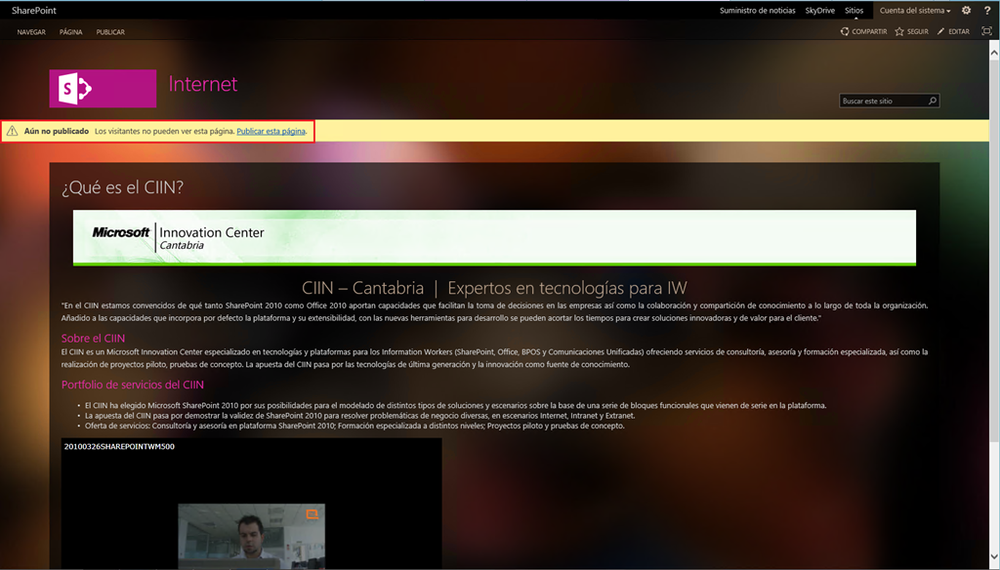 SharePoint
Suministro de noticias SkyDrive Sitios Cuenta del sistema ?
NAVEGAR PÁGINA PUBLICAR
COMPARTIR SEGUIR EDITAR
S
Internet
Buscar este sitio
Aún no publicado Los visitantes no pueden ver esta página. Publicar esta página.
¿Qué es el CIIN?
Microsoft Innovation Center
Cantabria
CIIN – Cantabria | Expertos en tecnologías para IW
"En el CIIN estamos convencidos de qué tanto SharePoint 2010 como Office 2010 aportan capacidades que facilitan la toma de decisiones en las empresas así como la colaboración y compartición de conocimiento a lo largo de toda la organización.
Añadido a las capacidades que incorpora por defecto la plataforma y su extensibilidad, con las nuevas herramientas para desarrollo se pueden acortar los tiempos para crear soluciones innovadoras y de valor para el cliente."
Sobre el CIIN
El CIIN es un Microsoft Innovation Center especializado en tecnologías y plataformas para los Information Workers (SharePoint, Office, BPOS y Comunicaciones Unificadas) ofreciendo servicios de consultoría, asesoría y formación especializada, así como la
realización de proyectos piloto, pruebas de concepto. La apuesta del CIIN pasa por las tecnologías de última generación y la innovación como fuente de conocimiento.
Portfolio de servicios del CIIN
• El CIIN ha elegido Microsoft SharePoint 2010 por sus posibilidades para el modelado de distintos tipos de soluciones y escenarios sobre la base de una serie de bloques funcionales que vienen de serie en la plataforma.
• La apuesta del CIIN pasa por demostrar la validez de SharePoint 2010 para resolver problemáticas de negocio diversas, en escenarios Internet, Intranet y Extranet.
• Oferta de servicios: Consultoría y asesoría en plataforma SharePoint 2010; Formación especializada a distintos niveles; Proyectos piloto y pruebas de concepto.
20100326SHAREPOINTWM500